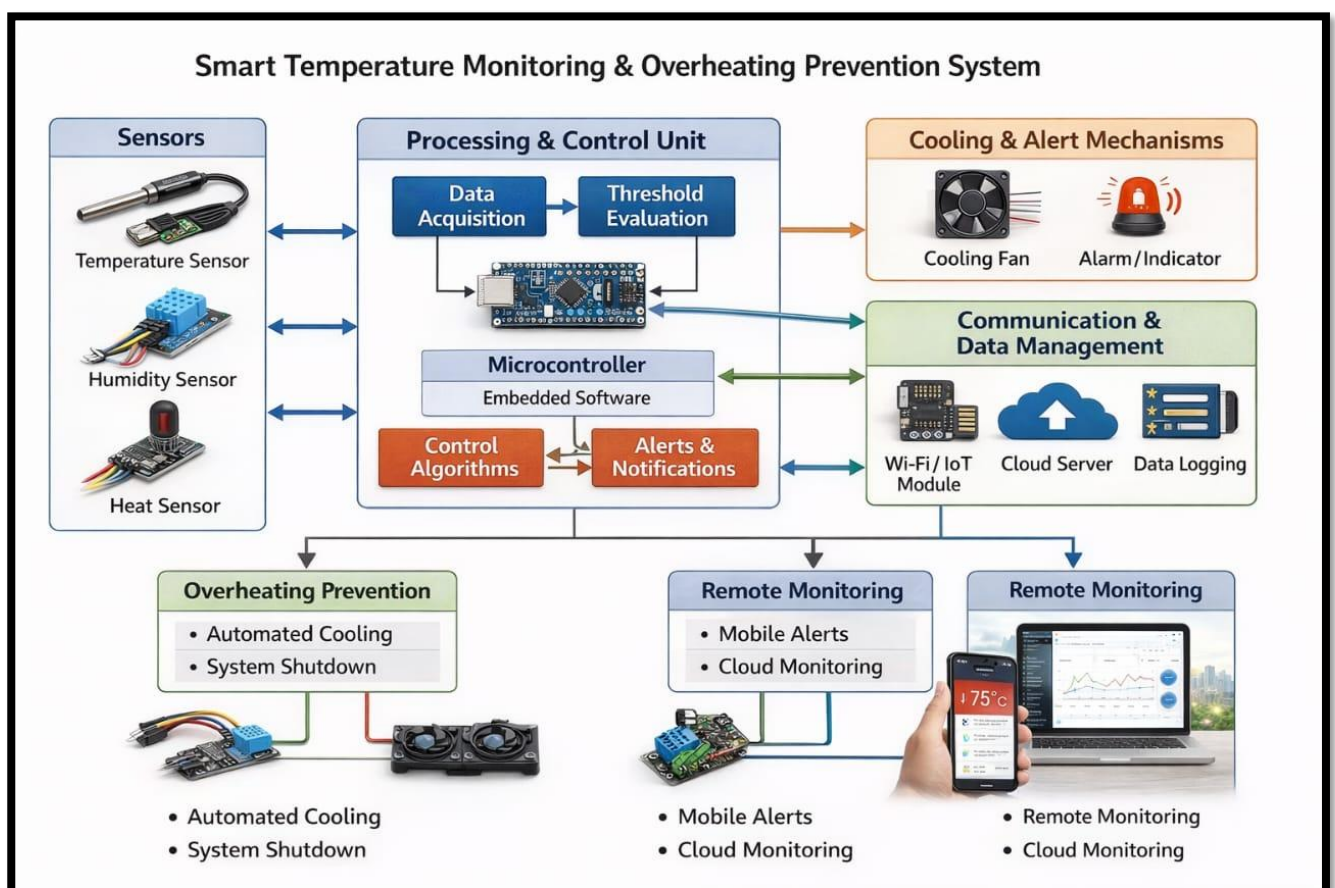 Smart Temperature Monitoring & Overheating Prevention System
Sensors
Temperature Sensor
Humidity Sensor
Heat Sensor
Processing & Control Unit
Data
Acquisition
Threshold
Evaluation
Microcontroller
Embedded Software
Control
Algorithms
Alerts &
Notifications
Cooling & Alert Mechanisms
Cooling Fan
Alarm/Indicator
Communication &
Data Management
Wi-Fi/IoT
Module
Cloud Server
Data Logging
Overheating Prevention
• Automated Cooling
• System Shutdown
Remote Monitoring
• Mobile Alerts
• Cloud Monitoring
Remote Monitoring
75°c
• Automated Cooling
• System Shutdown
• Mobile Alerts
• Cloud Monitoring
• Remote Monitoring
• Cloud Monitoring